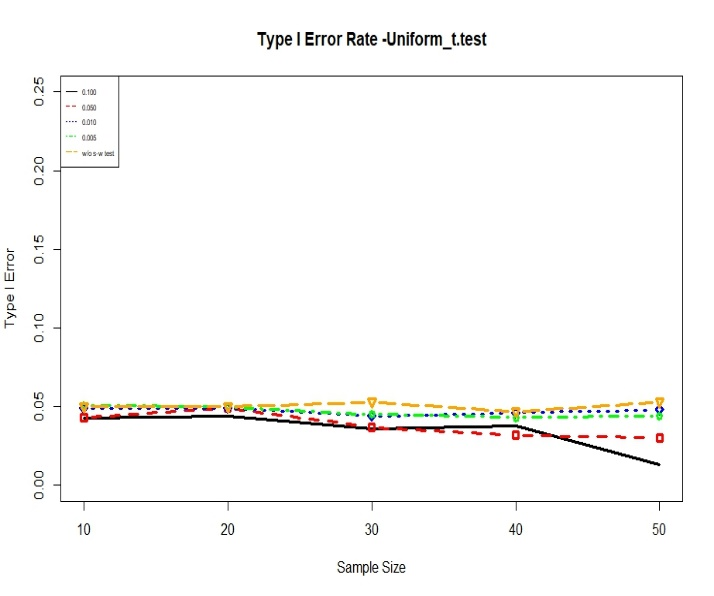 Type I Error Rate -Uniform_t.test
0.25
0.20
0.15
0.10
0.05
0.00
Type I Error
0.100
0.050
0.010
0.005
w/o s-w test
10 20 30 40 50
Sample Size